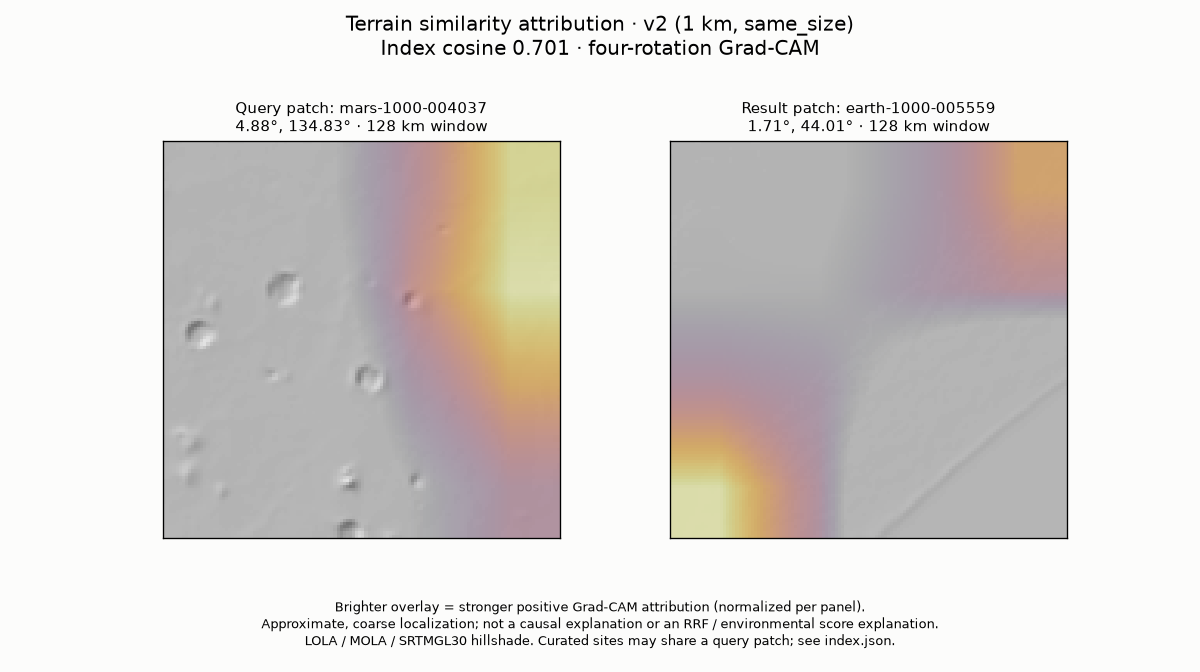 Terrain similarity attribution · v2 (1 km, same_size)
Index cosine 0.701 · four-rotation Grad-CAM
Query patch: mars-1000-004037
4.88°, 134.83° · 128 km window
Result patch: earth-1000-005559
1.71°, 44.01° · 128 km window
Brighter overlay = stronger positive Grad-CAM attribution (normalized per panel).
Approximate, coarse localization; not a causal explanation or an RRF / environmental score explanation.
LOLA / MOLA / SRTMGL30 hillshade. Curated sites may share a query patch; see index.json.